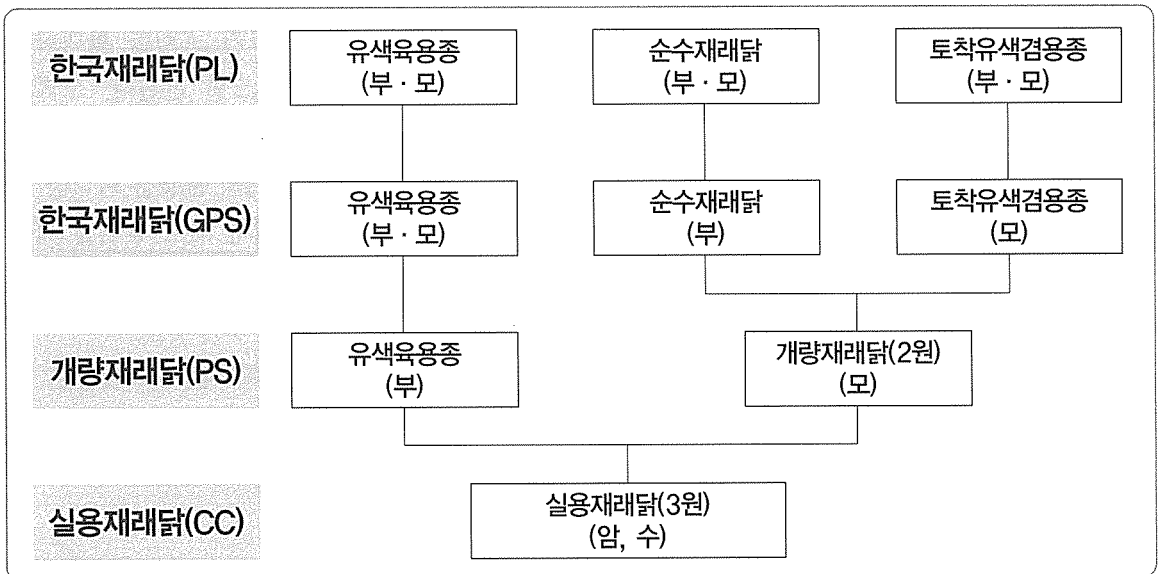 한국재래닭(PL)
유색육용종
(부 · 모)
순수재래닭
(부 · 모)
토착유색겸용종
(부 · 모)
한국재래닭(GPS)
유색육용종
(부 · 모)
순수재래닭
(부)
토착유색겸용종
(모)
개량재래닭(PS)
유색육용종
(부)
개량재래닭(2원)
(모)
실용재래닭(CC)
실용재래닭(3원)
(암, 수)